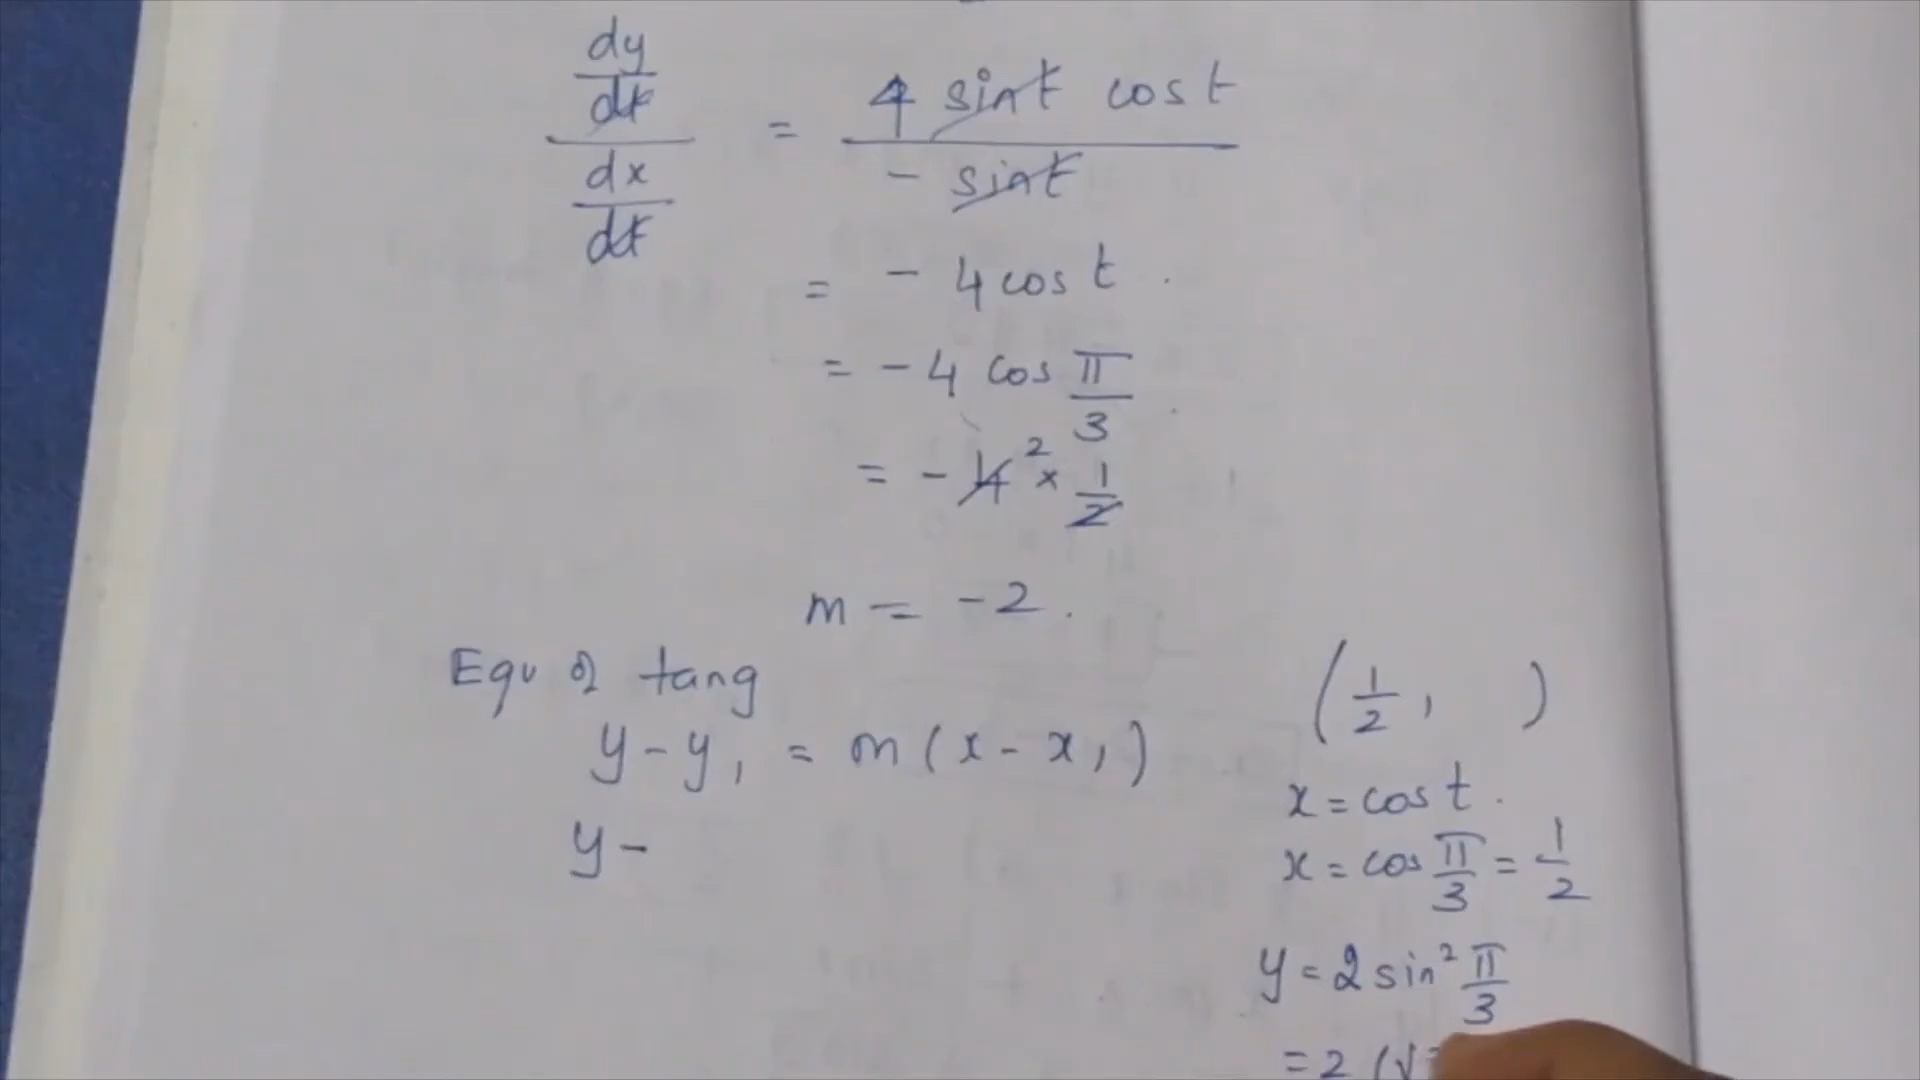 dy/dt / dx/dt = 4 sint cost / - sint
= - 4 cos t .
= - 4 cos π/3 .
= - 4 ² × 1/2
m = -2 .
Equ of tang
y - y₁ = m (x - x₁)
y -
(1/2 ,    )
x = cos t .
x = cos π/3 = 1/2
y = 2 sin² π/3
= 2 (√